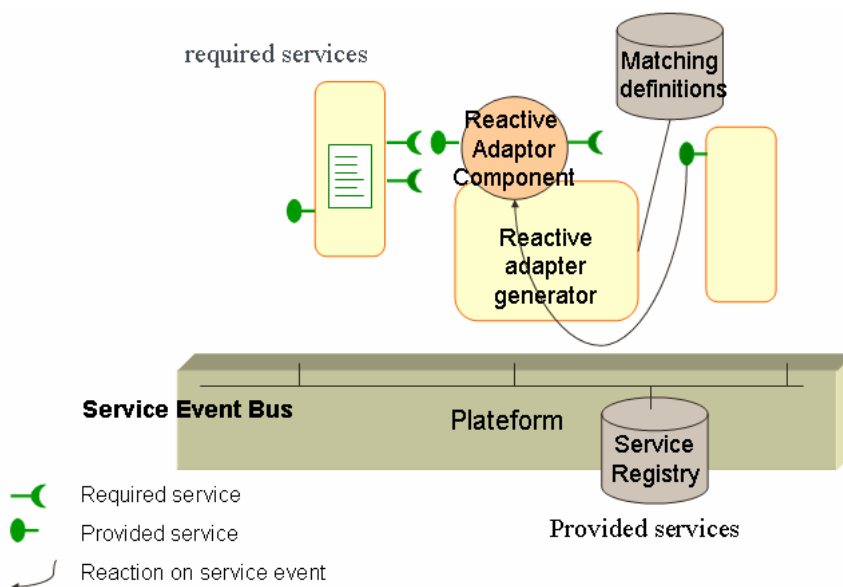 required services
Matching
definitions
Reactive
Adaptor
Component
Reactive
adapter
generator
Service Event Bus
Plateform
Service
Registry
Provided services
Required service
Provided service
Reaction on service event